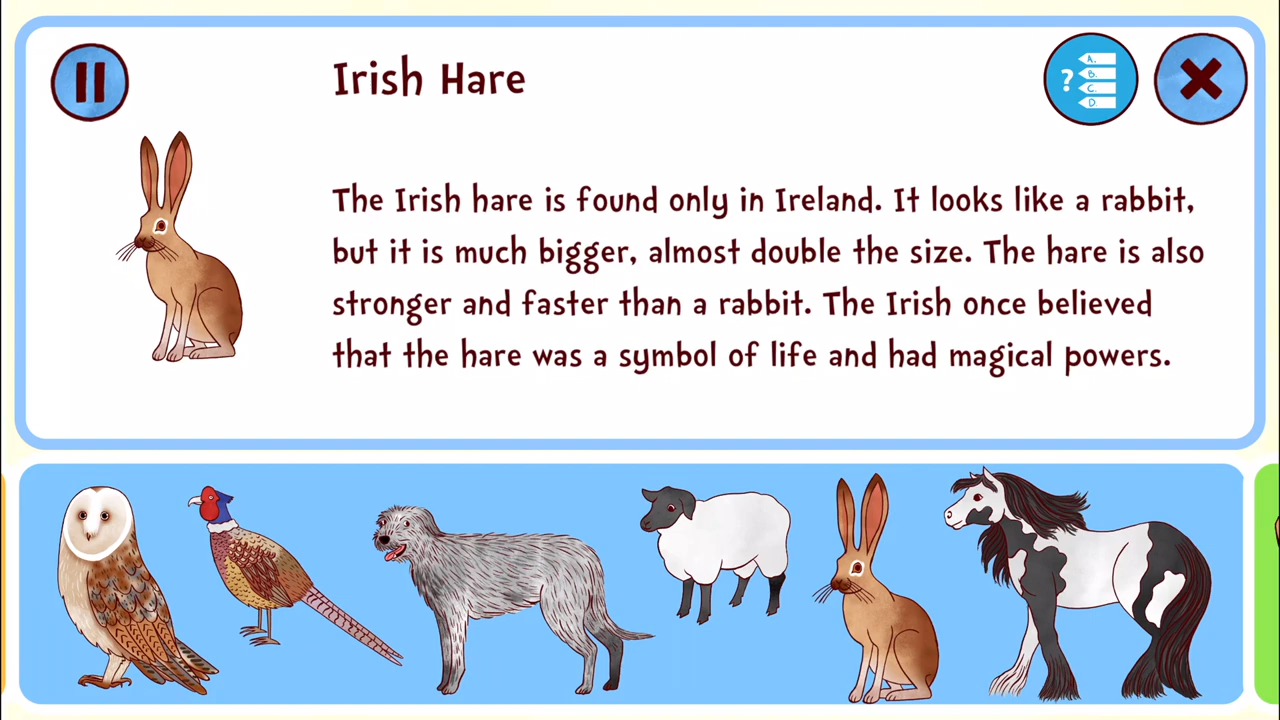 Irish Hare
?
A.
B.
C.
D.
The Irish hare is found only in Ireland. It looks like a rabbit,
but it is much bigger, almost double the size. The hare is also
stronger and faster than a rabbit. The Irish once believed
that the hare was a symbol of life and had magical powers.